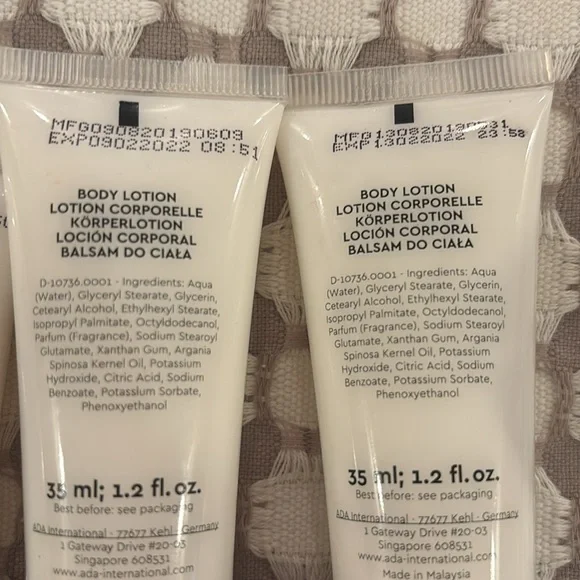 MFG090820190609
EXP09022022 08:51
BODY LOTION
LOTION CORPORELLE
KÖRPERLOTION
LOCIÓN CORPORAL
BALSAM DO CIAŁA
D-10736.0001 - Ingredients: Aqua
(Water), Glyceryl Stearate, Glycerin,
Cetearyl Alcohol, Ethylhexyl Stearate,
Isopropyl Palmitate, Octyldodecanol,
Parfum (Fragrance), Sodium Stearoyl
Glutamate, Xanthan Gum, Argania
Spinosa Kernel Oil, Potassium
Hydroxide, Citric Acid, Sodium
Benzoate, Potassium Sorbate,
Phenoxyethanol
35 ml; 1.2 fl.oz.
Best before: see packaging
ADA International - 77677 Kehl - Germany
1 Gateway Drive #20-03
Singapore 608531
www.ada-international.com
EXP13022022 23:58
BODY LOTION
LOTION CORPORELLE
KÖRPERLOTION
LOCIÓN CORPORAL
BALSAM DO CIAŁA
D-10736.0001 - Ingredients: Aqua
(Water), Glyceryl Stearate, Glycerin,
Cetearyl Alcohol, Ethylhexyl Stearate,
Isopropyl Palmitate, Octyldodecanol,
Parfum (Fragrance), Sodium Stearoyl
Glutamate, Xanthan Gum, Argania
Spinosa Kernel Oil, Potassium
Hydroxide, Citric Acid, Sodium
Benzoate, Potassium Sorbate,
Phenoxyethanol
35 ml; 1.2 fl.oz.
Best before: see packaging
ADA International - 77677 Kehl - Germany
1 Gateway Drive #20-03
Singapore 608531
www.ada-international.com
Made in Malaysia